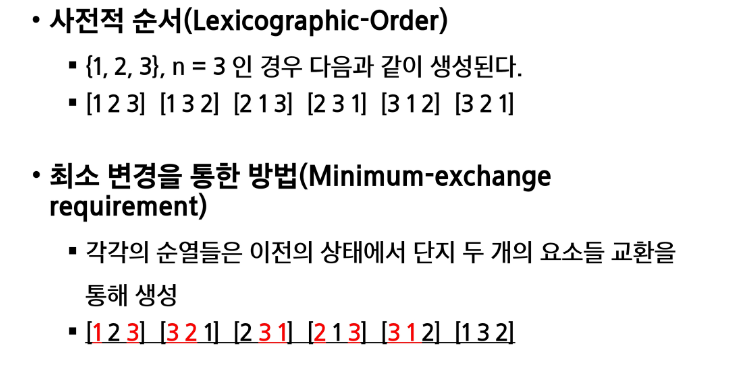 • 사전적 순서(Lexicographic-Order)
▪ {1, 2, 3}, n = 3 인 경우 다음과 같이 생성된다.
▪ [1 2 3] [1 3 2] [2 1 3] [2 3 1] [3 1 2] [3 2 1]
• 최소 변경을 통한 방법(Minimum-exchange
requirement)
▪ 각각의 순열들은 이전의 상태에서 단지 두 개의 요소들 교환을
통해 생성
▪ [1 2 3] [3 2 1] [2 3 1] [2 1 3] [3 1 2] [1 3 2]